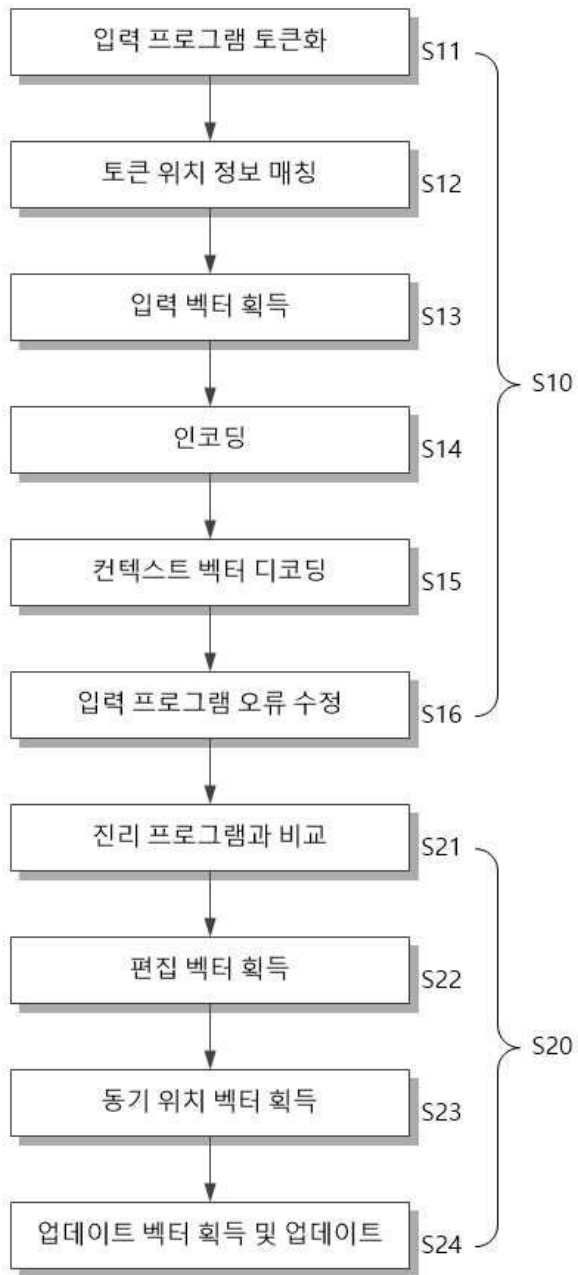 입력 프로그램 토큰화
S11
토큰 위치 정보 매칭
S12
입력 벡터 획득
S13
S10
인코딩
S14
컨텍스트 벡터 디코딩
S15
입력 프로그램 오류 수정
S16
진리 프로그램과 비교
S21
편집 벡터 획득
S22
S20
동기 위치 벡터 획득
S23
업데이트 벡터 획득 및 업데이트
S24